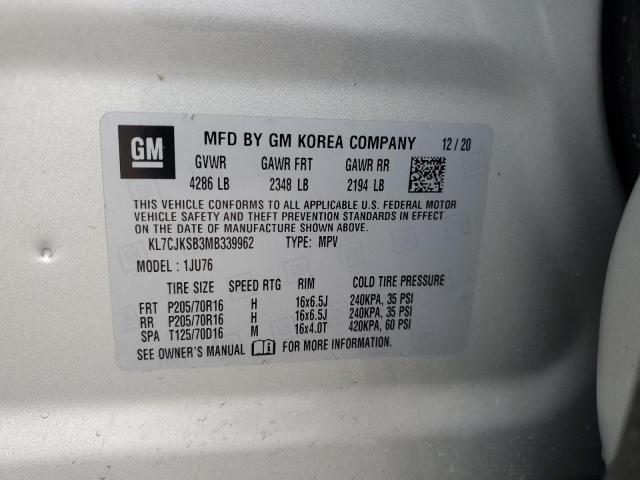 GM MFD BY GM KOREA COMPANY 12/20
GVWR GAWR FRT GAWR RR
4286 LB 2348 LB 2194 LB
THIS VEHICLE CONFORMS TO ALL APPLICABLE U.S. FEDERAL MOTOR
VEHICLE SAFETY AND THEFT PREVENTION STANDARDS IN EFFECT
ON THE DATE OF MANUFACTURE SHOWN ABOVE.
KL7CJKSB3MB339962 TYPE: MPV
MODEL: 1JU76
TIRE SIZE SPEED RTG RIM COLD TIRE PRESSURE
FRT P205/70R16 H 16x6.5J 240KPA, 35 PSI
RR P205/70R16 H 16x6.5J 240KPA, 35 PSI
SPA T125/70D16 M 16x4.0T 420KPA, 60 PSI
SEE OWNER'S MANUAL FOR MORE INFORMATION.